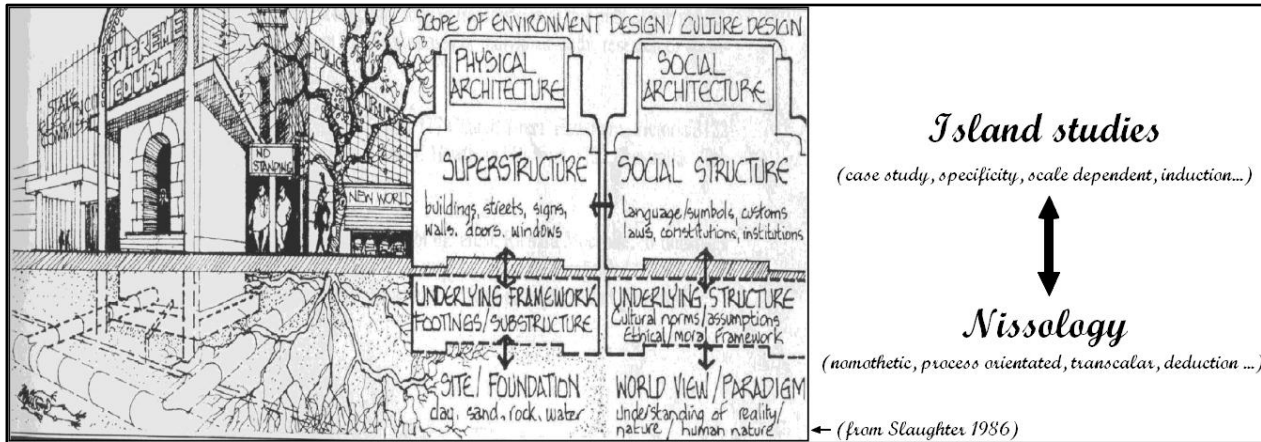 SCOPE OF ENVIRONMENT DESIGN/CULTURE DESIGN
STATE
SUPREME
COURT
NO
STANDING
NEW WORLD
PHYSICAL
ARCHITECTURE
SUPERSTRUCTURE
buildings, streets, signs,
walls, doors, windows
UNDERLYING FRAMEWORK
FOOTINGS/SUBSTRUCTURE
SITE/FOUNDATION
clay, sand, rock, water
SOCIAL
ARCHITECTURE
SOCIAL STRUCTURE
language/symbols, customs
laws, constitutions, institutions
UNDERLYING STRUCTURE
Cultural norms/assumptions
Ethical/moral framework
WORLD VIEW/PARADIGM
understanding of reality/
nature/human nature
Island studies
(case study, specificity, scale dependent, induction...)
Nissology
(nomothetic, process orientated, transcalar, deduction ...)
(from Slaughter 1986)